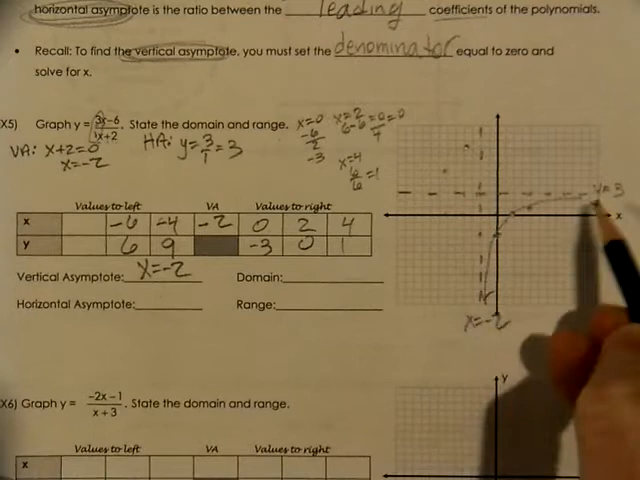 horizontal asymptote is the ratio between the leading coefficients of the polynomials.
• Recall: To find the vertical asymptote, you must set the denominator equal to zero and
solve for x.
X5) Graph y = 3x-6 / 1x+2. State the domain and range.
VA: x+2=0
x=-2
HA: y=3/1=3
x=0
-6/2
-3
x=2
6-6/4=0=0
x=4
6/6=1
y=3
x
Values to left VA Values to right
x -6 -4 -2 0 2 4
y 6 9 -3 0 1
Vertical Asymptote: x=-2 Domain:
Horizontal Asymptote: Range:
x=-2
X6) Graph y = -2x-1 / x+3. State the domain and range.
y
Values to left VA Values to right
x